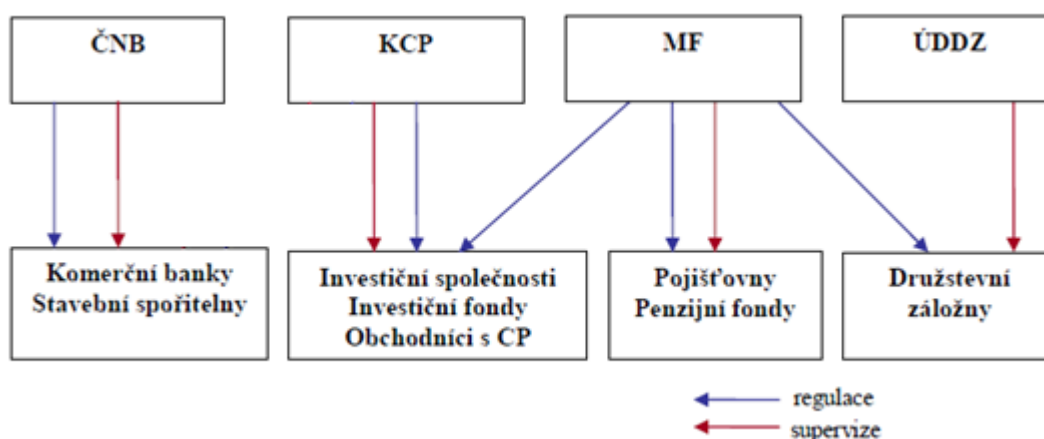 ČNB
KCP
MF
ÚDDZ
Komerční banky
Stavební spořitelny
Investiční společnosti
Investiční fondy
Obchodníci s CP
Pojišťovny
Penzijní fondy
Družstevní
záložny
regulace
supervize